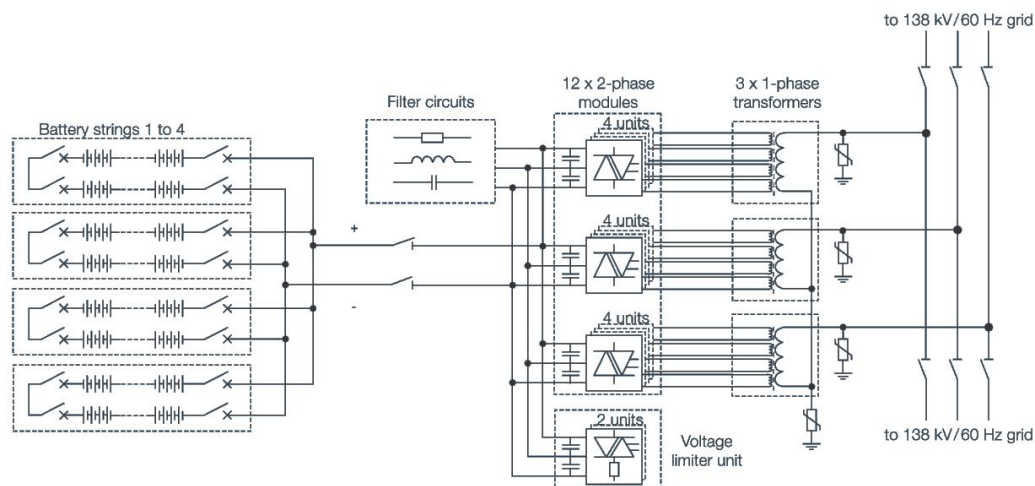 to 138 kV/60 Hz grid
12 x 2-phase
modules
3 x 1-phase
transformers
Filter circuits
Battery strings 1 to 4
4 units
+
4 units
-
4 units
2 units
Voltage
limiter unit
to 138 kV/60 Hz grid